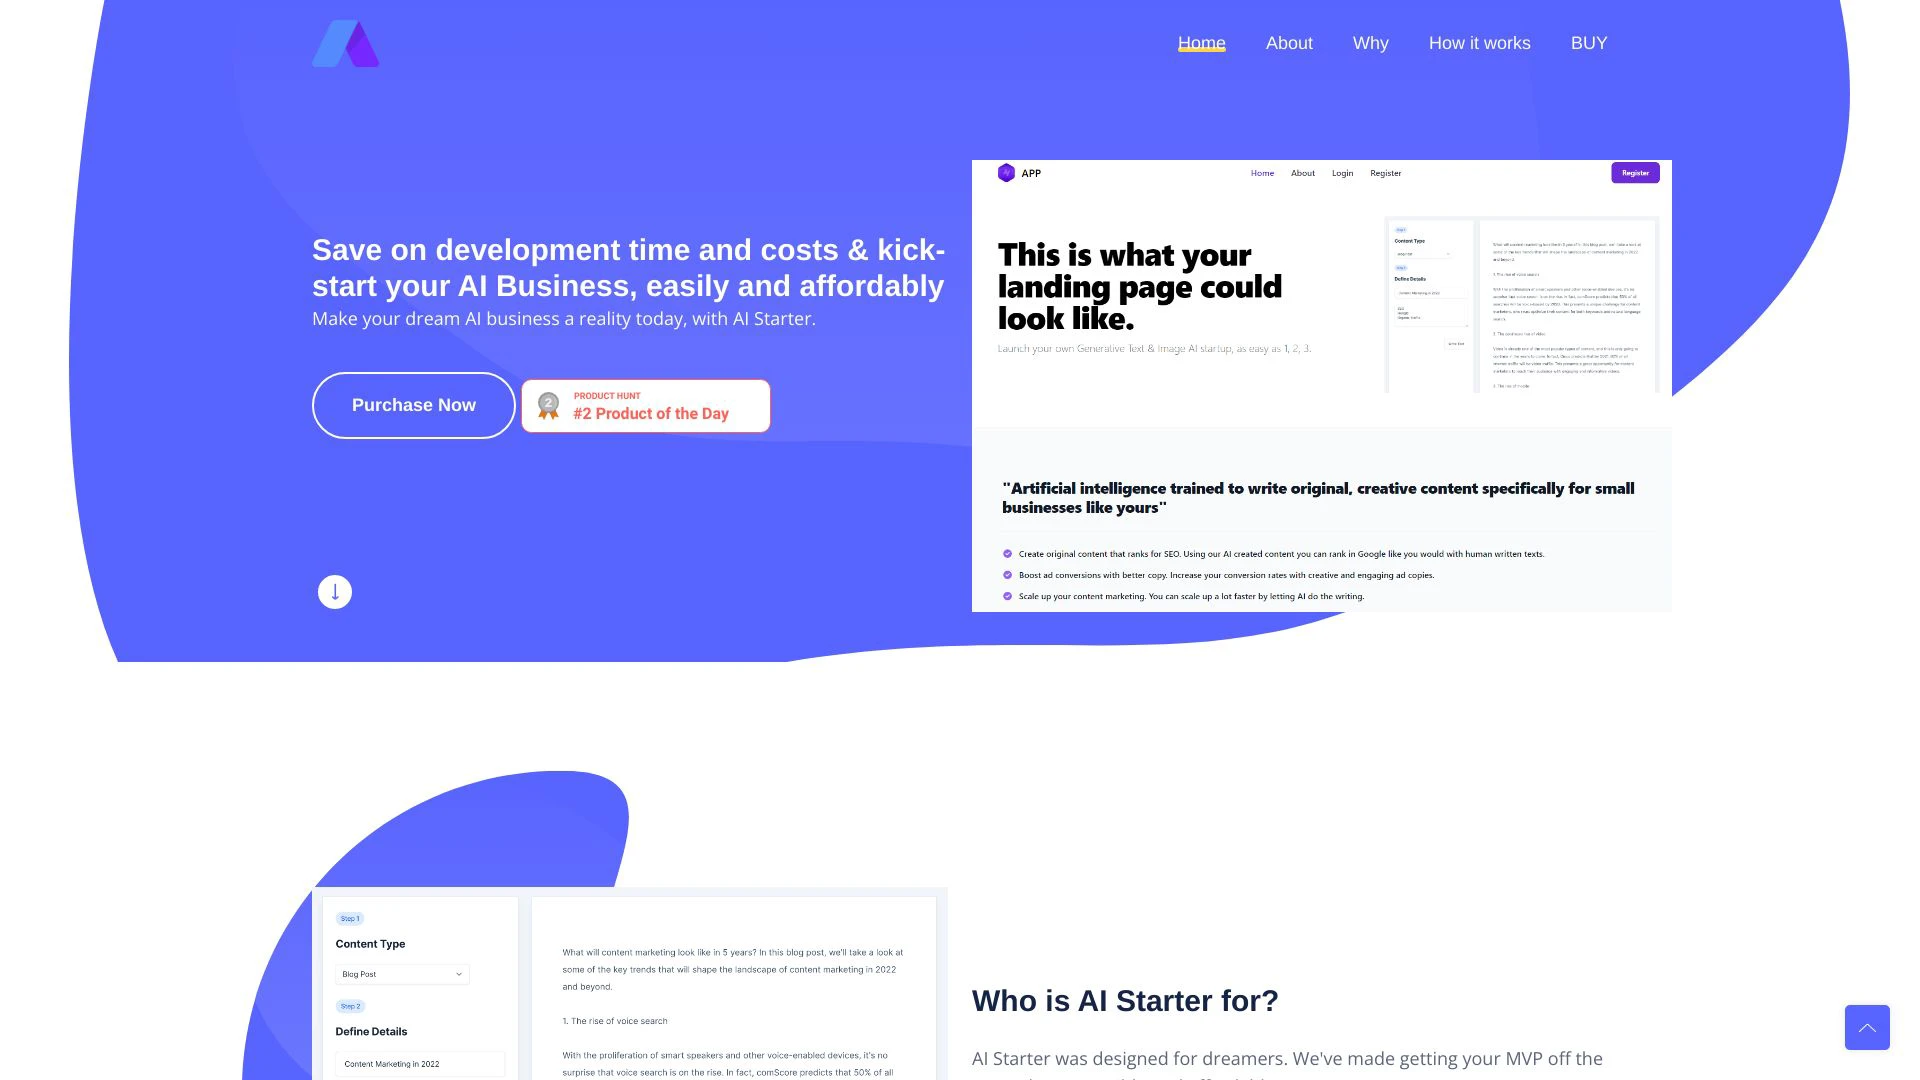 Home
About
Why
How it works
BUY
Save on development time and costs & kick-
start your AI Business, easily and affordably
Make your dream AI business a reality today, with AI Starter.
Purchase Now
2
PRODUCT HUNT
#2 Product of the Day
APP
Home
About
Login
Register
Register
This is what your
landing page could
look like.
Launch your own Generative Text & Image AI startup, as easy as 1, 2, 3.
Content Type
Define Details
"Artificial intelligence trained to write original, creative content specifically for small
businesses like yours"
Create original content that ranks for SEO. Using our AI created content you can rank in Google like you would with human written texts.
Boost ad conversions with better copy. Increase your conversion rates with creative and engaging ad copies.
Scale up your content marketing. You can scale up a lot faster by letting AI do the writing.
Step 1
Content Type
Blog Post
Step 2
Define Details
Content Marketing in 2022
What will content marketing look like in 5 years? In this blog post, we'll take a look at
some of the key trends that will shape the landscape of content marketing in 2022
and beyond.
1. The rise of voice search
With the proliferation of smart speakers and other voice-enabled devices, it's no
surprise that voice search is on the rise. In fact, comScore predicts that 50% of all
Who is AI Starter for?
AI Starter was designed for dreamers. We've made getting your MVP off the